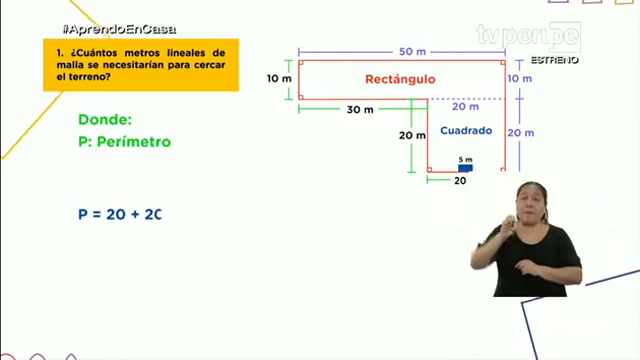 #AprendoEnCasa
tvperu.pe
ESTRENO
1. ¿Cuántos metros lineales de
malla se necesitarían para cercar
el terreno?
50 m
10 m
Rectángulo
10 m
Donde:
P: Perímetro
30 m
20 m
20 m
Cuadrado
20 m
5 m
20
P = 20 + 20